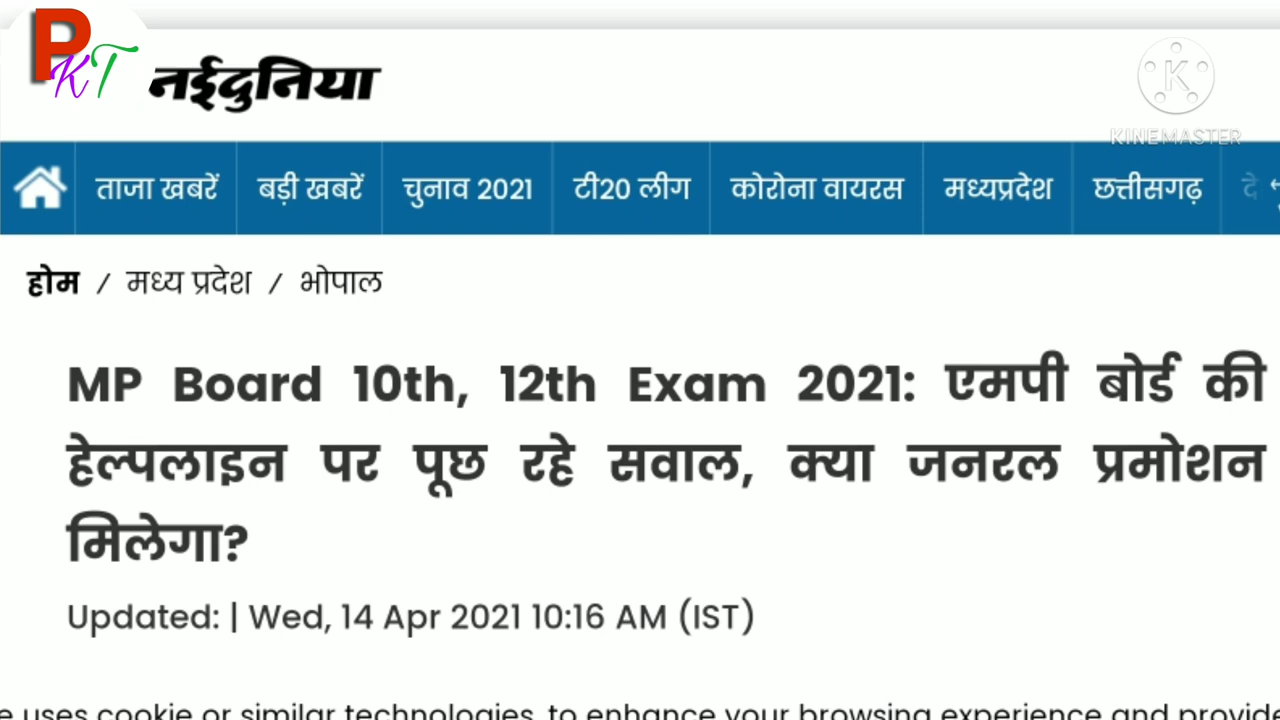 PKT
नईदुनिया
K
KINEMASTER
ताजा खबरें
बड़ी खबरें
चुनाव 2021
टी20 लीग
कोरोना वायरस
मध्यप्रदेश
छत्तीसगढ़
होम / मध्य प्रदेश / भोपाल
MP Board 10th, 12th Exam 2021: एमपी बोर्ड की
हेल्पलाइन पर पूछ रहे सवाल, क्या जनरल प्रमोशन
मिलेगा?
Updated: | Wed, 14 Apr 2021 10:16 AM (IST)
uses cookie or similar technologies, to enhance your browsing experience and provide